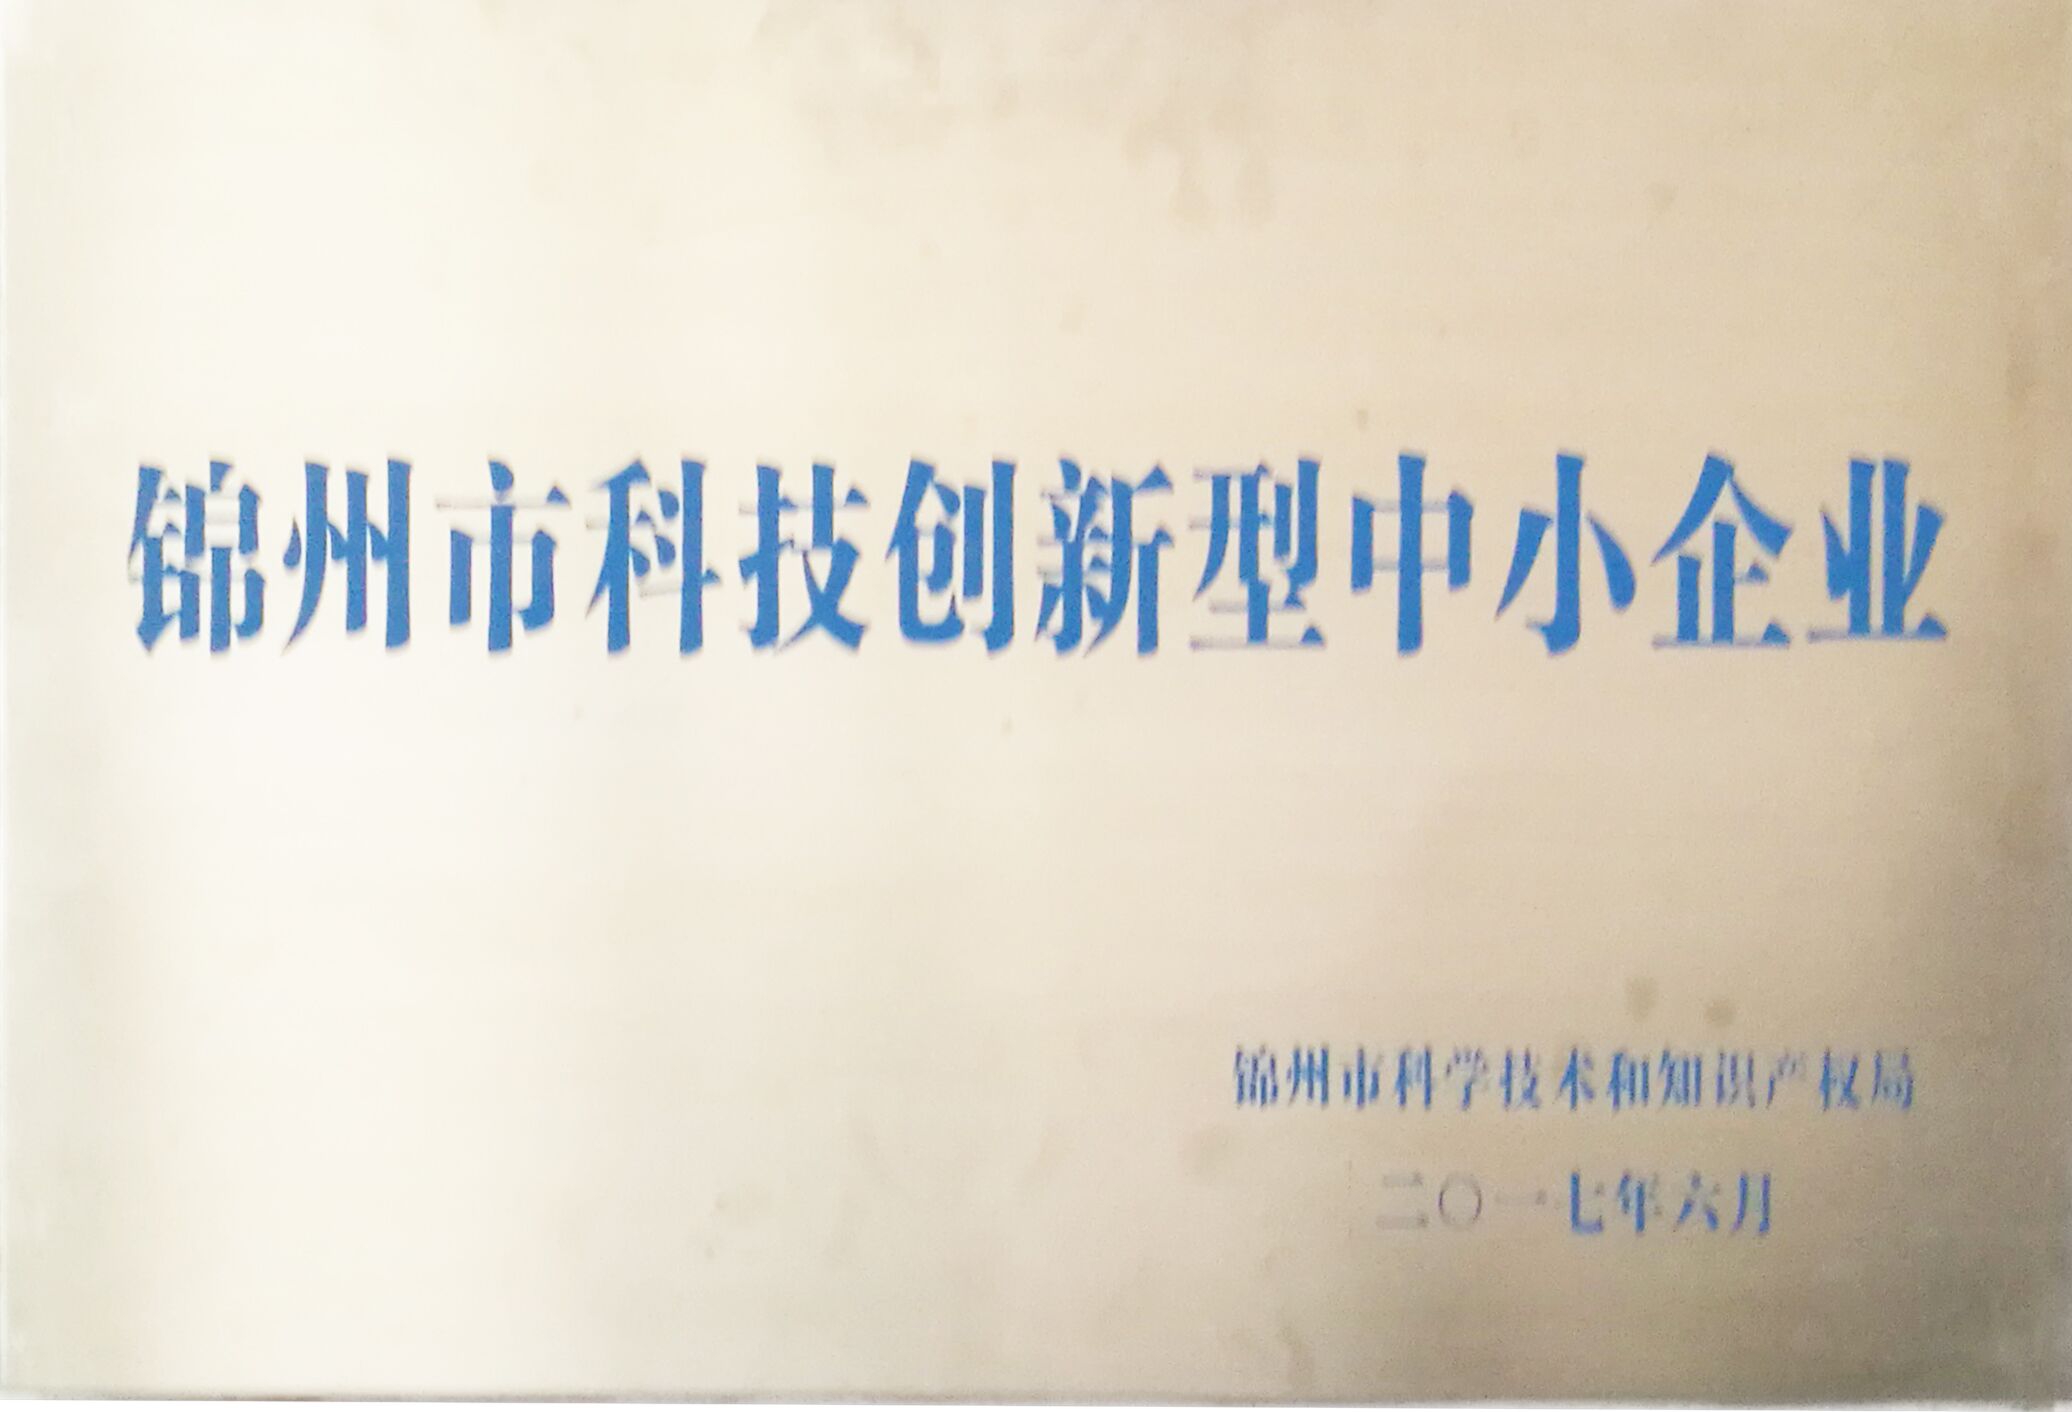 锦州市科技创新型中小企业
锦州市科学技术和知识产权局
二〇一七年六月